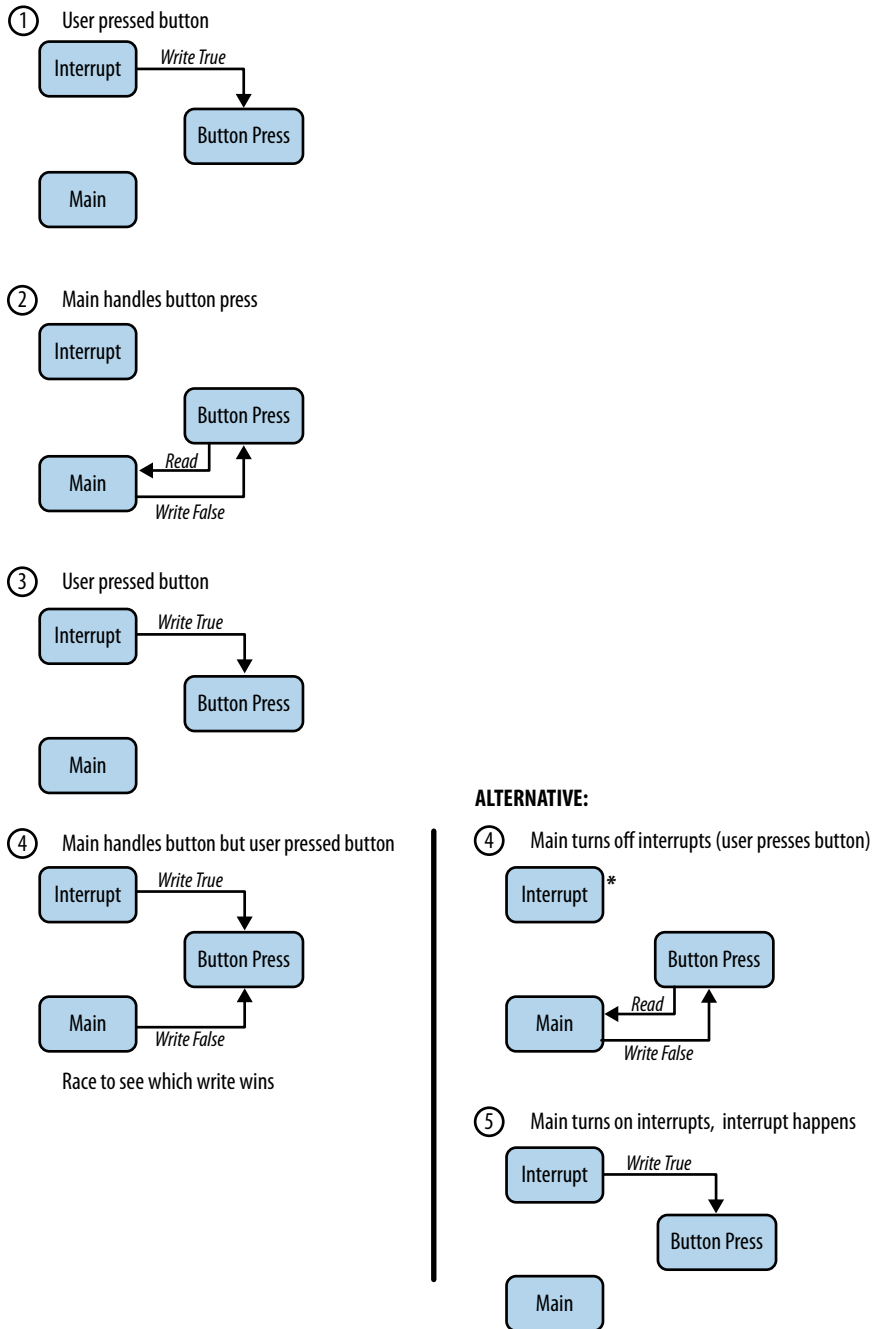 1 User pressed button
Interrupt
Write True
Button Press
Main
2 Main handles button press
Interrupt
Button Press
Read
Main
Write False
3 User pressed button
Interrupt
Write True
Button Press
Main
4 Main handles button but user pressed button
Interrupt
Write True
Button Press
Main
Write False
Race to see which write wins
ALTERNATIVE:
4 Main turns off interrupts (user presses button)
Interrupt *
Button Press
Read
Main
Write False
5 Main turns on interrupts, interrupt happens
Interrupt
Write True
Button Press
Main